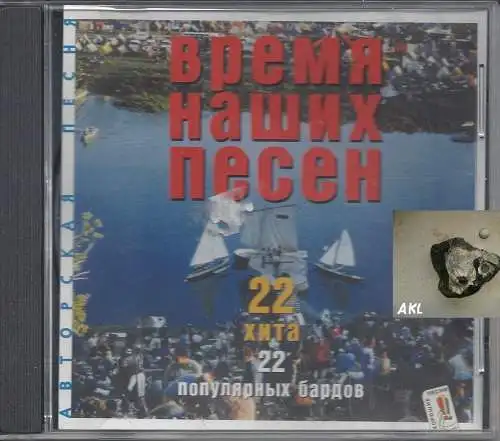 Время
наших
песен
22
хита
22
популярных бардов
АВТОРСКАЯ ПЕСНЯ
AKL